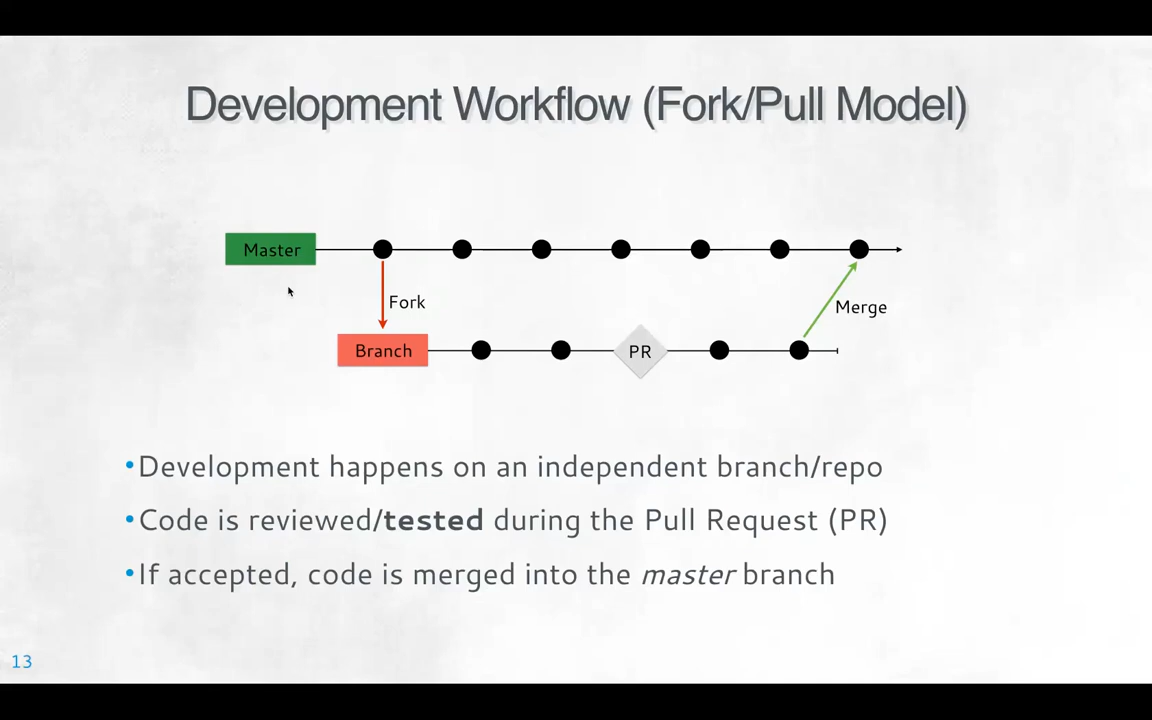 Development Workflow (Fork/Pull Model)
Master
Fork
Merge
Branch
PR
•Development happens on an independent branch/repo
•Code is reviewed/tested during the Pull Request (PR)
•If accepted, code is merged into the master branch
13